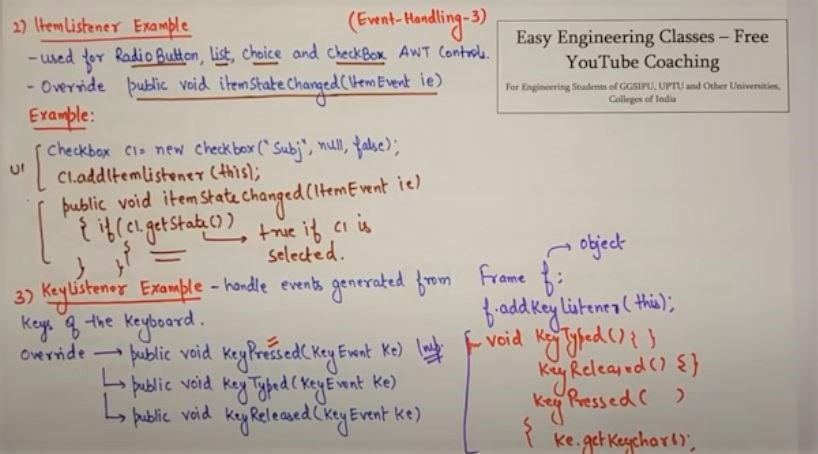 (Event-Handling-3)
2) ItemListener Example
- used for RadioButton, List, Choice and CheckBox AWT Controls.
- Override public void itemStateChanged(ItemEvent ie)
Example:
UI
Checkbox c1= new checkbox("Subj", null, false);
c1.addItemListener(this);
public void itemStateChanged(ItemEvent ie)
{ if(c1.getState())
→ true if c1 is
selected.
{
} }
3) KeyListener Example - handle events generated from
Keys of the Keyboard.
Override → public void KeyPressed(KeyEvent Ke) Imp
↳ public void KeyTyped(KeyEvent Ke)
↳ public void KeyReleased(KeyEvent Ke)
Easy Engineering Classes – Free
YouTube Coaching
For Engineering Students of GGSIPU, UPTU and Other Universities,
Colleges of India
→ object
Frame f;
f.addKeyListener(this);
void KeyTyped(){ }
KeyReleased() { }
KeyPressed( )
{ Ke.getKeychar();